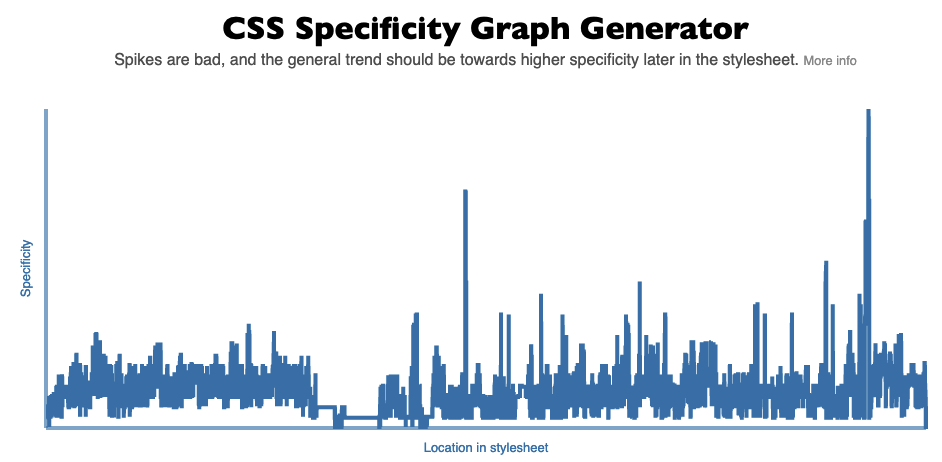 CSS Specificity Graph Generator
Spikes are bad, and the general trend should be towards higher specificity later in the stylesheet. More info
Specificity
Location in stylesheet